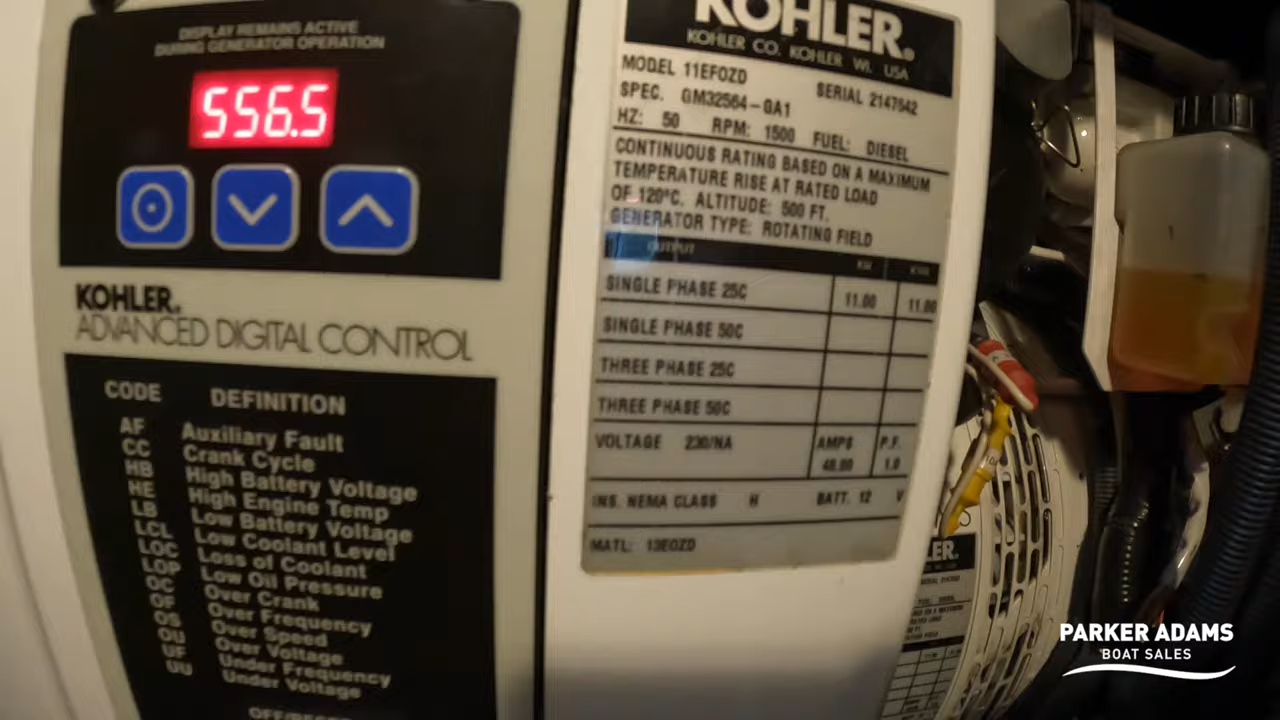 DISPLAY REMAINS ACTIVE
DURING GENERATOR OPERATION
556.5
KOHLER.
ADVANCED DIGITAL CONTROL
CODE DEFINITION
AF Auxiliary Fault
CC Crank Cycle
HB High Battery Voltage
HE High Engine Temp
LB Low Battery Voltage
LCL Low Coolant Level
LOC Loss of Coolant
LOP Low Oil Pressure
OC Over Crank
OF Over Frequency
OS Over Speed
OU Over Voltage
UF Under Frequency
UU Under Voltage
KOHLER.
KOHLER CO. KOHLER WI. USA
MODEL 11EFOZD SERIAL 2147642
SPEC. GM32564-GA1
HZ: 50 RPM: 1500 FUEL: DIESEL
CONTINUOUS RATING BASED ON A MAXIMUM
TEMPERATURE RISE AT RATED LOAD
OF 120°C. ALTITUDE: 500 FT.
GENERATOR TYPE: ROTATING FIELD
OUTPUT KW KVA
SINGLE PHASE 25C 11.00 11.00
SINGLE PHASE 50C
THREE PHASE 25C
THREE PHASE 50C
VOLTAGE 230/NA AMPS P.F.
48.00 1.0
INS. NEMA CLASS H BATT. 12 V
MATL: 13EOZD
LER.
PARKER ADAMS
BOAT SALES